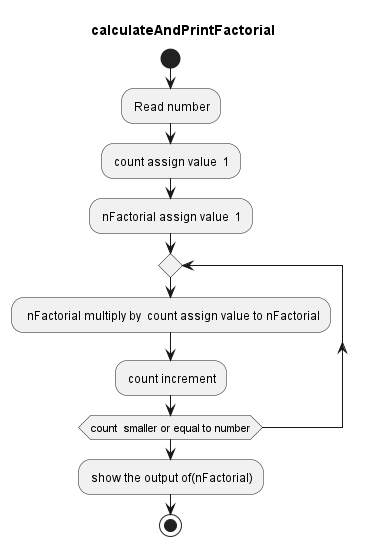 calculateAndPrintFactorial
Read number
count assign value 1
nFactorial assign value 1
nFactorial multiply by count assign value to nFactorial
count increment
count smaller or equal to number
show the output of(nFactorial)